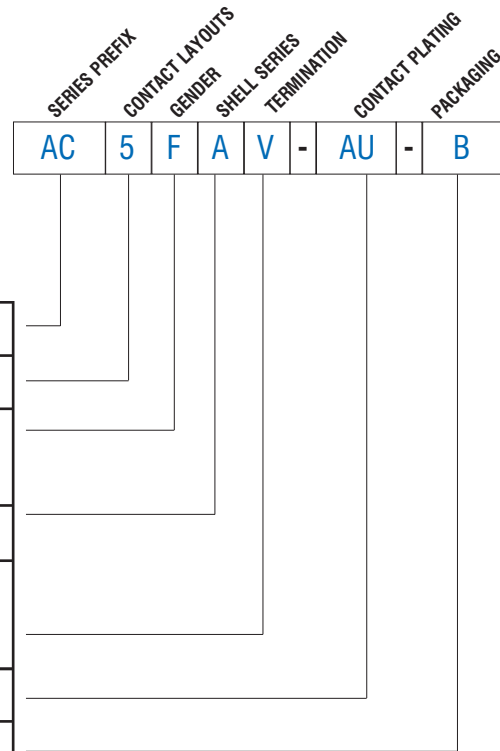 SERIES PREFIX
CONTACT LAYOUTS
GENDER
SHELL SERIES
TERMINATION
CONTACT PLATING
PACKAGING
AC 5 F A V - AU - B